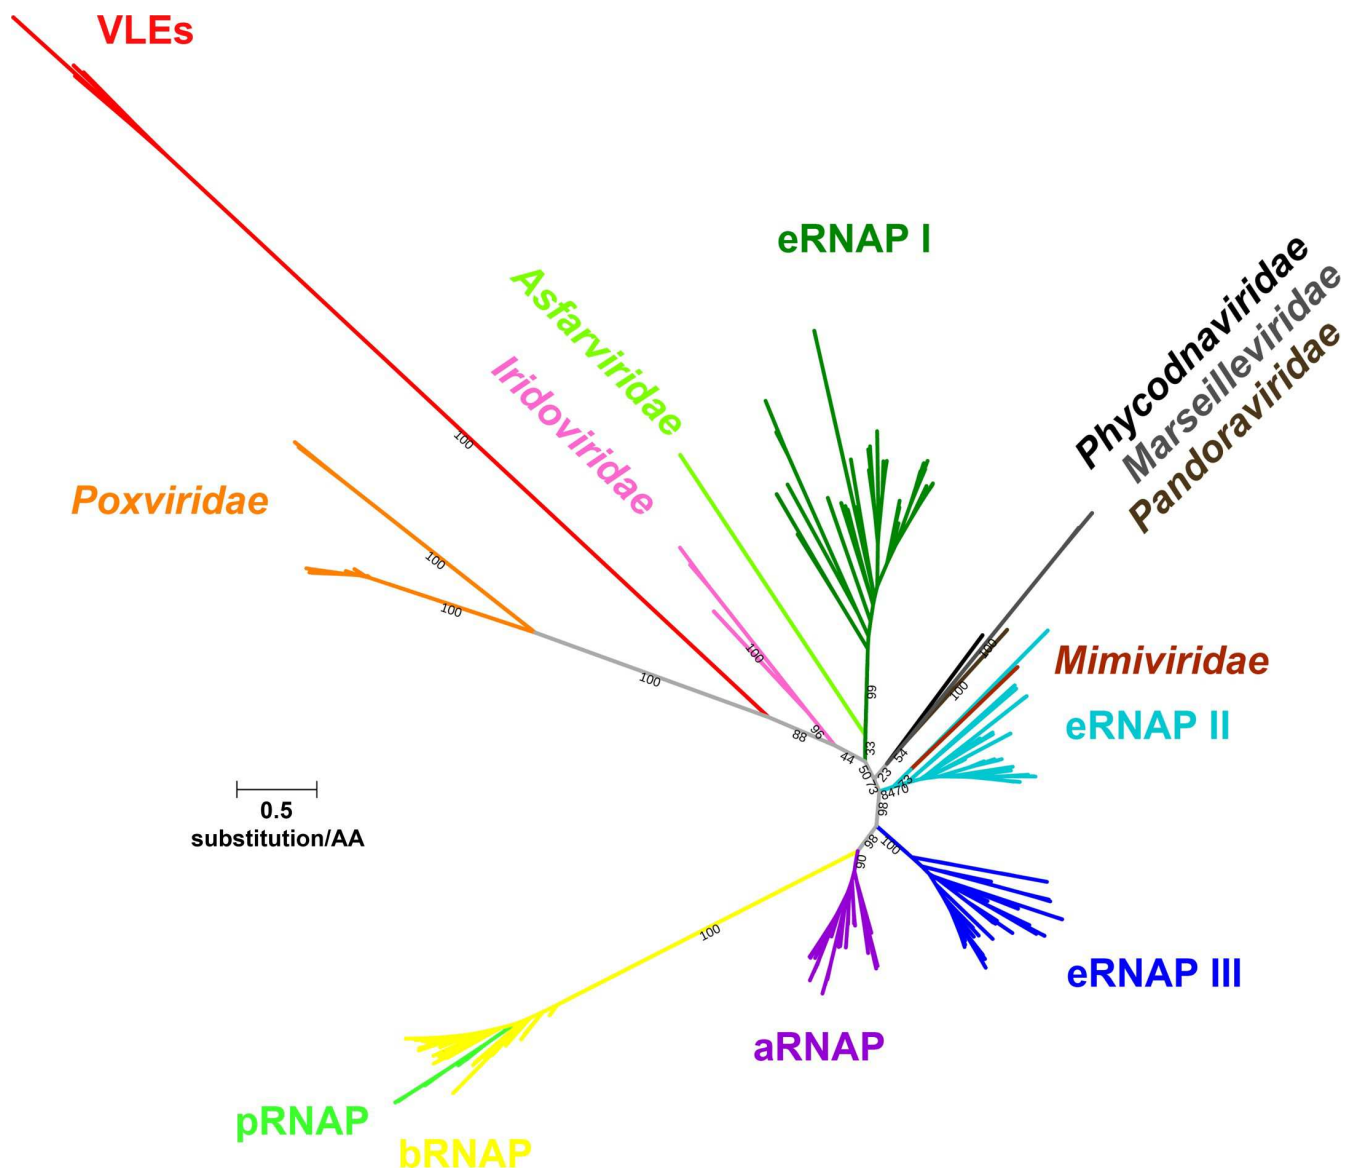 VLEs
eRNAP I
Asfarviridae
Iridoviridae
Phycodnaviridae
Marseilleviridae
Pandoraviridae
Poxviridae
Mimiviridae
eRNAP II
100
100
100
100
100
99
100
100
96
88
44
33
50
73
23
54
73
84
70
98
98
100
90
100
0.5
substitution/AA
eRNAP III
aRNAP
pRNAP
bRNAP